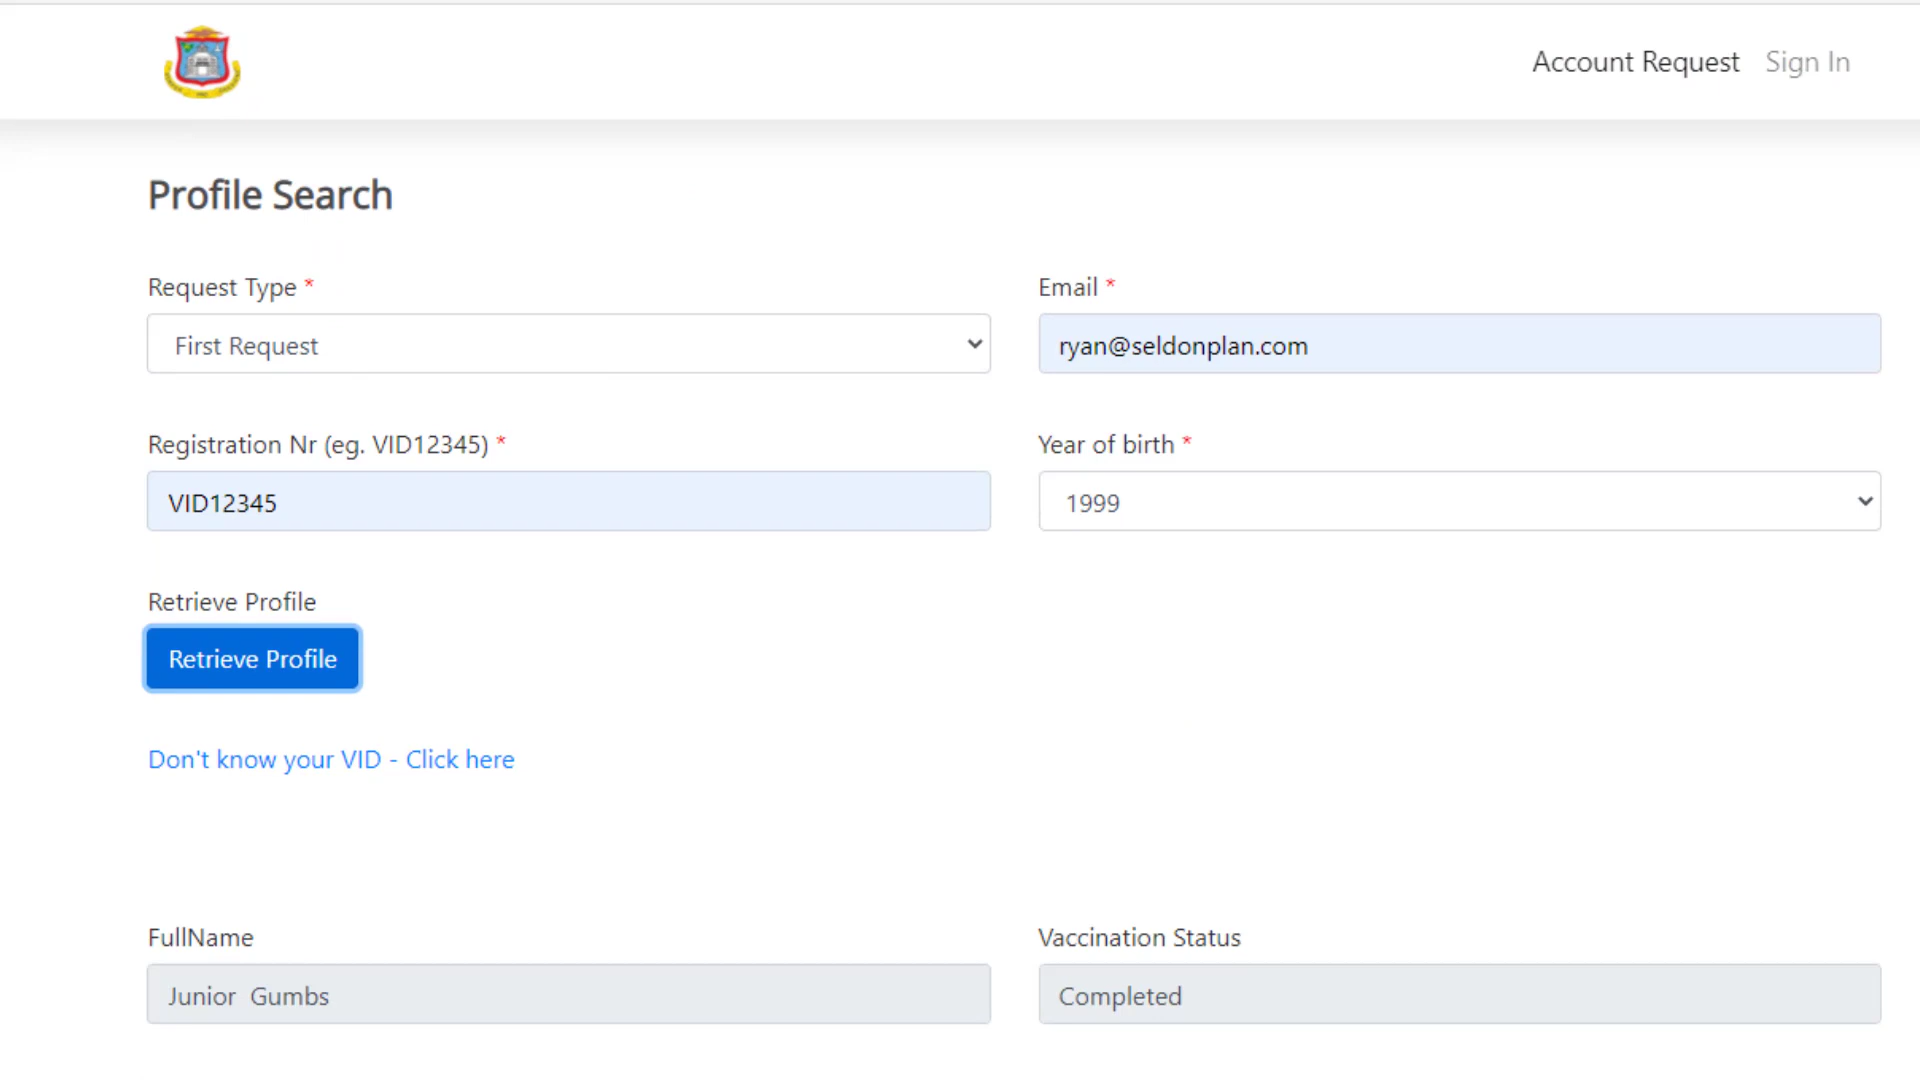 Account Request Sign In
Profile Search
Request Type *
Email *
First Request
ryan@seldonplan.com
Registration Nr (eg. VID12345) *
Year of birth *
VID12345
1999
Retrieve Profile
Retrieve Profile
Don't know your VID - Click here
FullName
Vaccination Status
Junior Gumbs
Completed